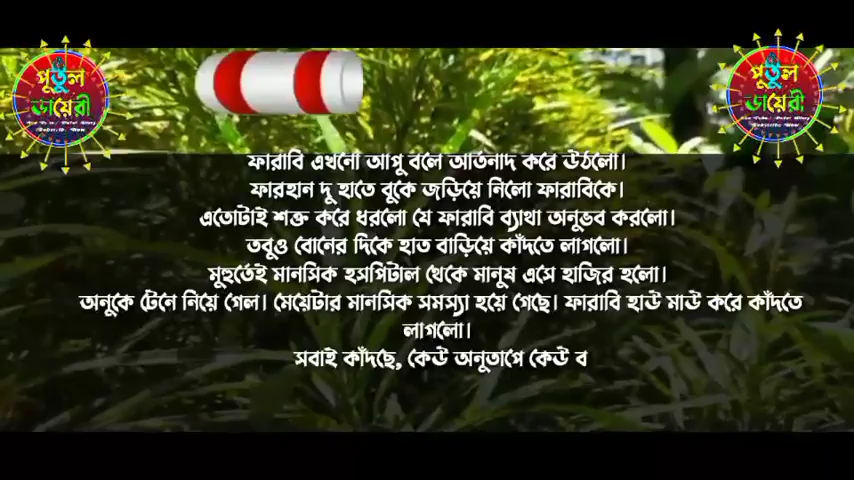 পুতুল
ডায়েরী
পুতুল
ডায়েরী
ফারাবি এখনো আপু বলে আর্তনাদ করে উঠলো।
ফারহান দু হাতে বুকে জড়িয়ে নিলো ফারাবিকে।
এতোটাই শক্ত করে ধরলো যে ফারাবি ব্যাথা অনুভব করলো।
তবুও বোনের দিকে হাত বাড়িয়ে কাঁদতে লাগলো।
মুহুর্তেই মানসিক হসপিটাল থেকে মানুষ এসে হাজির হলো।
অনুকে টেনে নিয়ে গেল। মেয়েটার মানসিক সমস্যা হয়ে গেছে। ফারাবি হাউ মাউ করে কাঁদতে
লাগলো।
সবাই কাঁদছে, কেউ অনুতাপে কেউ ব